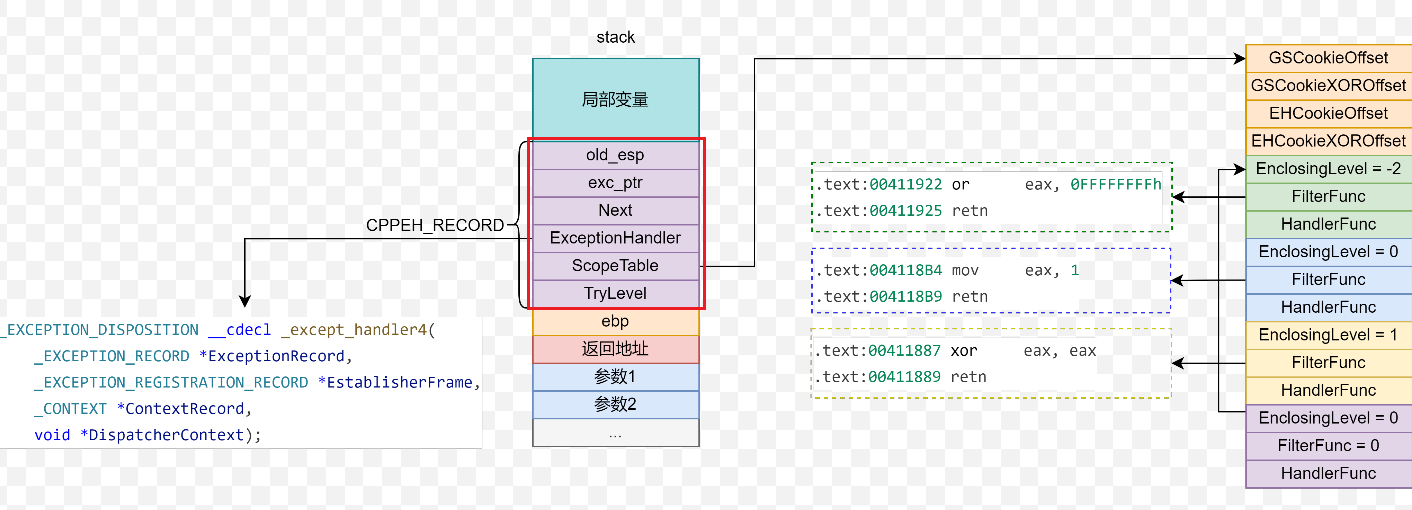 stack
局部变量
old_esp
exc_ptr
Next
ExceptionHandler
ScopeTable
TryLevel
ebp
返回地址
参数1
参数2
...
CPPEH_RECORD
_EXCEPTION_DISPOSITION __cdecl _except_handler4(
_EXCEPTION_RECORD *ExceptionRecord,
_EXCEPTION_REGISTRATION_RECORD *EstablisherFrame,
_CONTEXT *ContextRecord,
void *DispatcherContext);
.text:00411922 or eax, 0FFFFFFFFh
.text:00411925 retn
.text:004118B4 mov eax, 1
.text:004118B9 retn
.text:00411887 xor eax, eax
.text:00411889 retn
GSCookieOffset
GSCookieXOROffset
EHCookieOffset
EHCookieXOROffset
EnclosingLevel = -2
FilterFunc
HandlerFunc
EnclosingLevel = 0
FilterFunc
HandlerFunc
EnclosingLevel = 1
FilterFunc
HandlerFunc
EnclosingLevel = 0
FilterFunc = 0
HandlerFunc